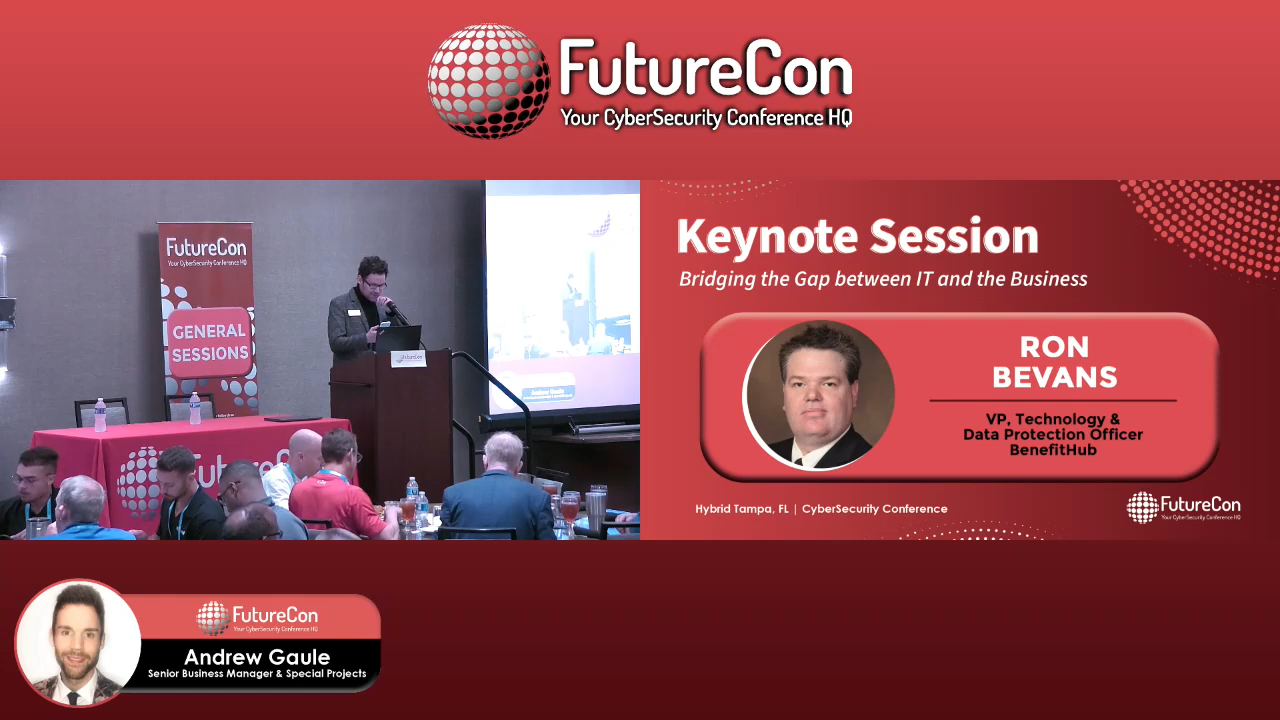 FutureCon
Your CyberSecurity Conference HQ
FutureCon
Your CyberSecurity Conference HQ
GENERAL
SESSIONS
FutureCon
FutureCon
Keynote Session
Bridging the Gap between IT and the Business
RON
BEVANS
VP, Technology &
Data Protection Officer
BenefitHub
Hybrid Tampa, FL | CyberSecurity Conference
FutureCon
Your CyberSecurity Conference HQ
FutureCon
Your CyberSecurity Conference HQ
Andrew Gaule
Senior Business Manager & Special Projects